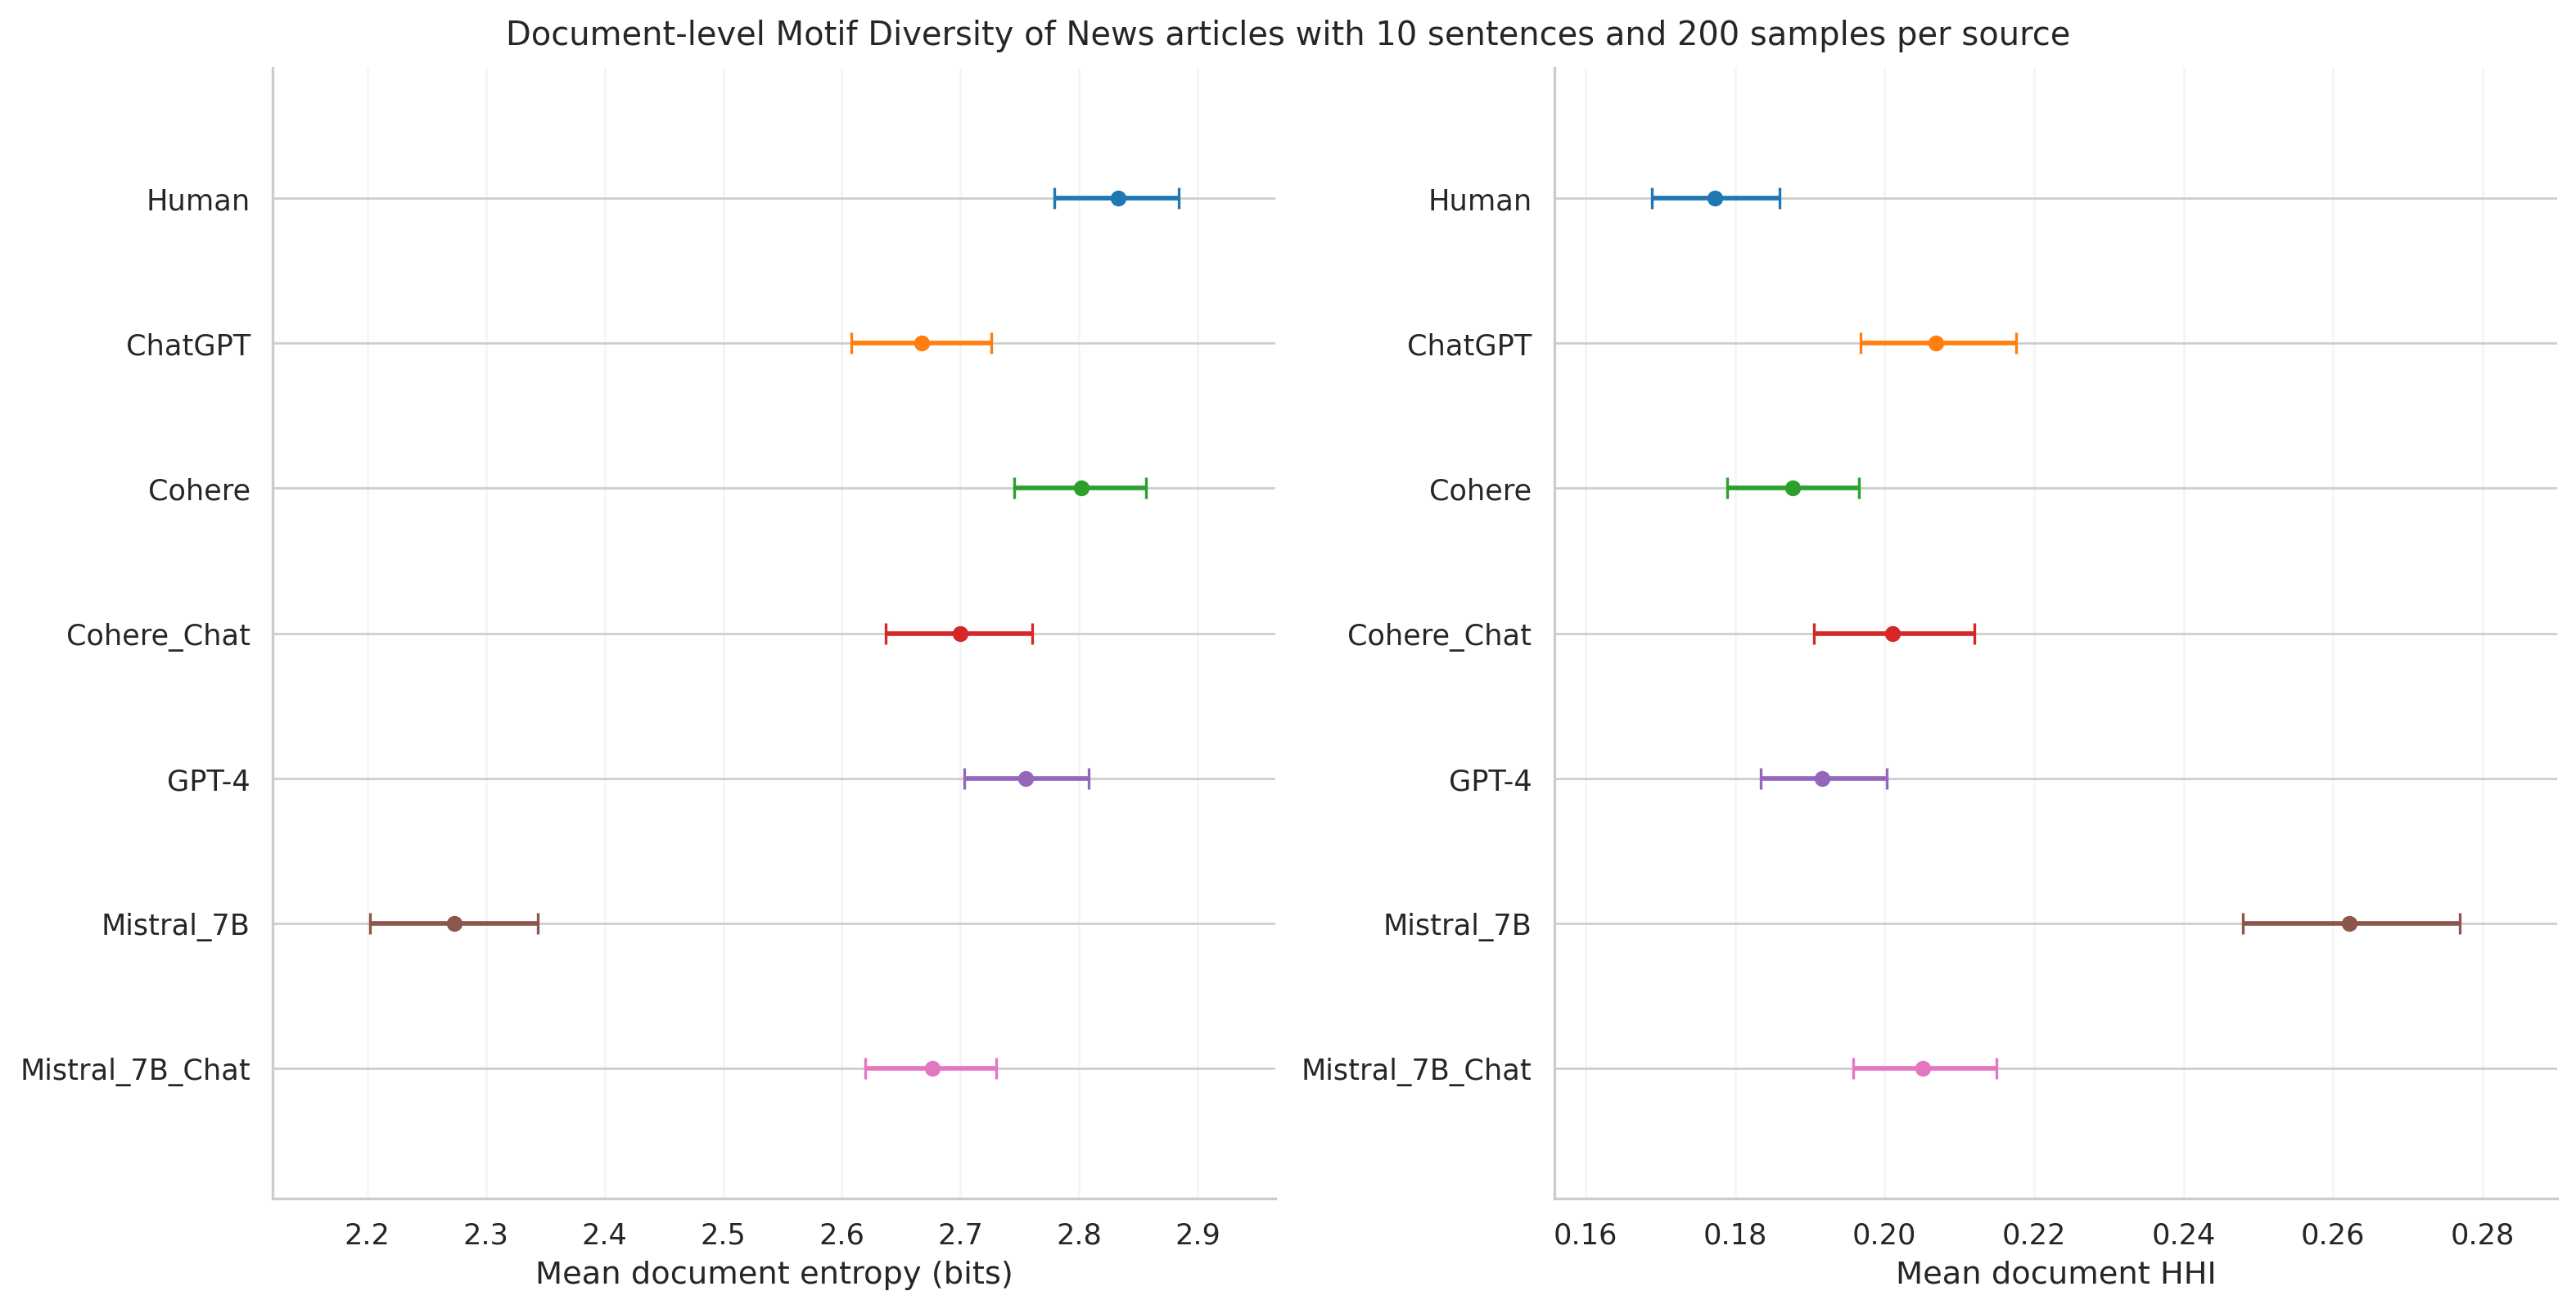 Document-level Motif Diversity of News articles with 10 sentences and 200 samples per source
Human
ChatGPT
Cohere
Cohere_Chat
GPT-4
Mistral_7B
Mistral_7B_Chat
2.2 2.3 2.4 2.5 2.6 2.7 2.8 2.9
Mean document entropy (bits)
Human
ChatGPT
Cohere
Cohere_Chat
GPT-4
Mistral_7B
Mistral_7B_Chat
0.16 0.18 0.20 0.22 0.24 0.26 0.28
Mean document HHI